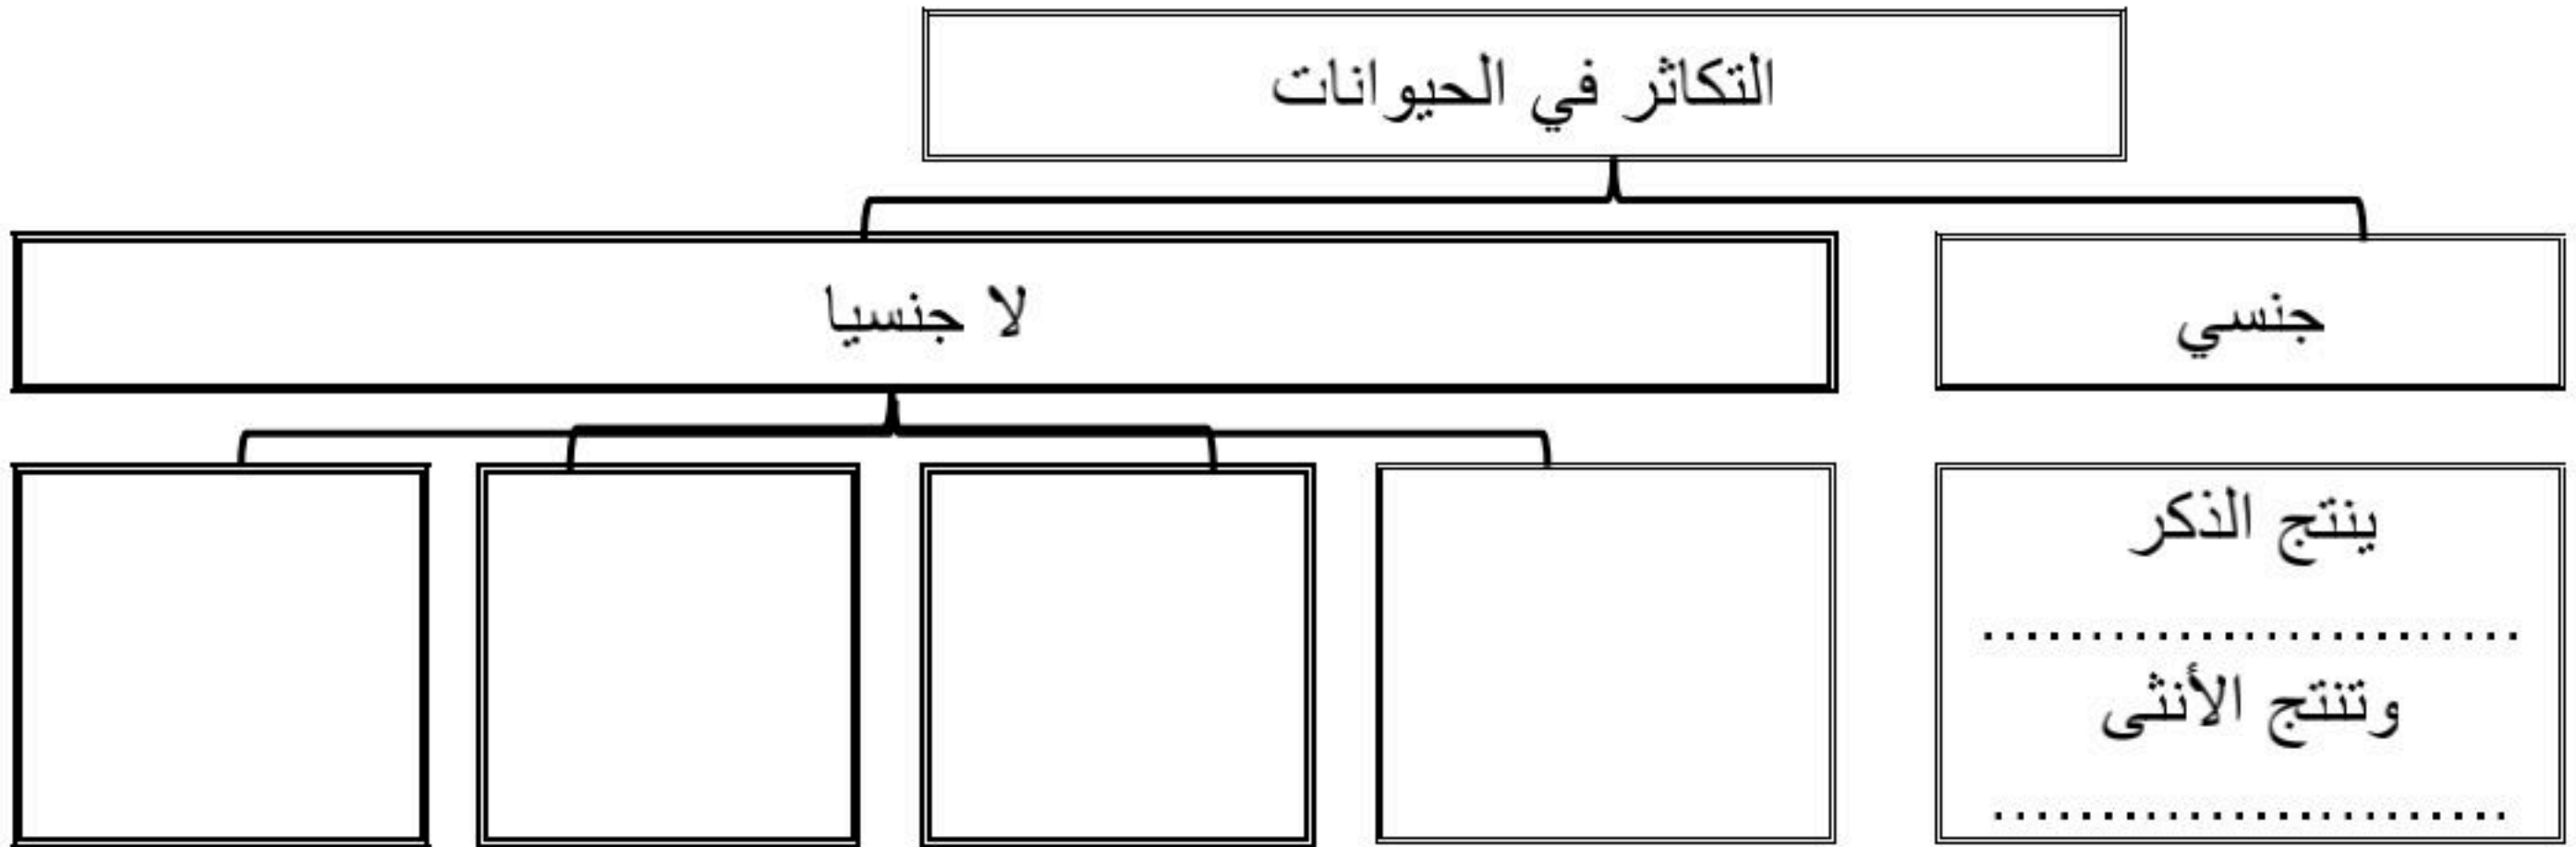 التكاثر في الحيوانات
جنسي
لا جنسيا
ينتج الذكر
.........................
وتنتج الأنثى
........................